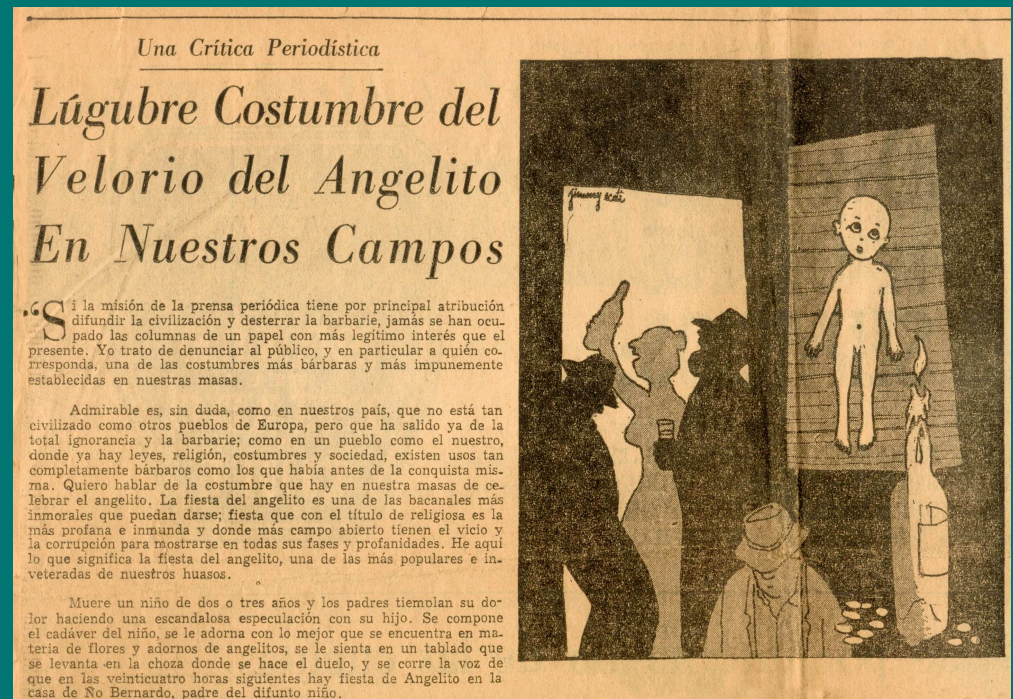 Una Crítica Periodística
Lúgubre Costumbre del
Velorio del Angelito
En Nuestros Campos
"Si la misión de la prensa periódica tiene por principal atribución
difundir la civilización y desterrar la barbarie, jamás se han ocu-
pado las columnas de un papel con más legítimo interés que el
presente. Yo trato de denunciar al público, y en particular a quién co-
rresponda, una de las costumbres más bárbaras y más impunemente
establecidas en nuestras masas.
Admirable es, sin duda, como en nuestros país, que no está tan
civilizado como otros pueblos de Europa, pero que ha salido ya de la
total ignorancia y la barbarie; como en un pueblo como el nuestro,
donde ya hay leyes, religión, costumbres y sociedad, existen usos tan
completamente bárbaros como los que había antes de la conquista mis-
ma. Quiero hablar de la costumbre que hay en nuestra masas de ce-
lebrar el angelito. La fiesta del angelito es una de las bacanales más
inmorales que puedan darse; fiesta que con el título de religiosa es la
más profana e inmunda y donde más campo abierto tienen el vicio y
la corrupción para mostrarse en todas sus fases y profanidades. He aquí
lo que significa la fiesta del angelito, una de las más populares e in-
veteradas de nuestros huasos.
Muere un niño de dos o tres años y los padres tiemplan su do-
lor haciendo una escandalosa especulación con su hijo. Se compone
el cadáver del niño, se le adorna con lo mejor que se encuentra en ma-
teria de flores y adornos de angelitos, se le sienta en un tablado que
se levanta en la choza donde se hace el duelo, y se corre la voz de
que en las veinticuatro horas siguientes hay fiesta de Angelito en la
casa de Ño Bernardo, padre del difunto niño.
jimmy scott